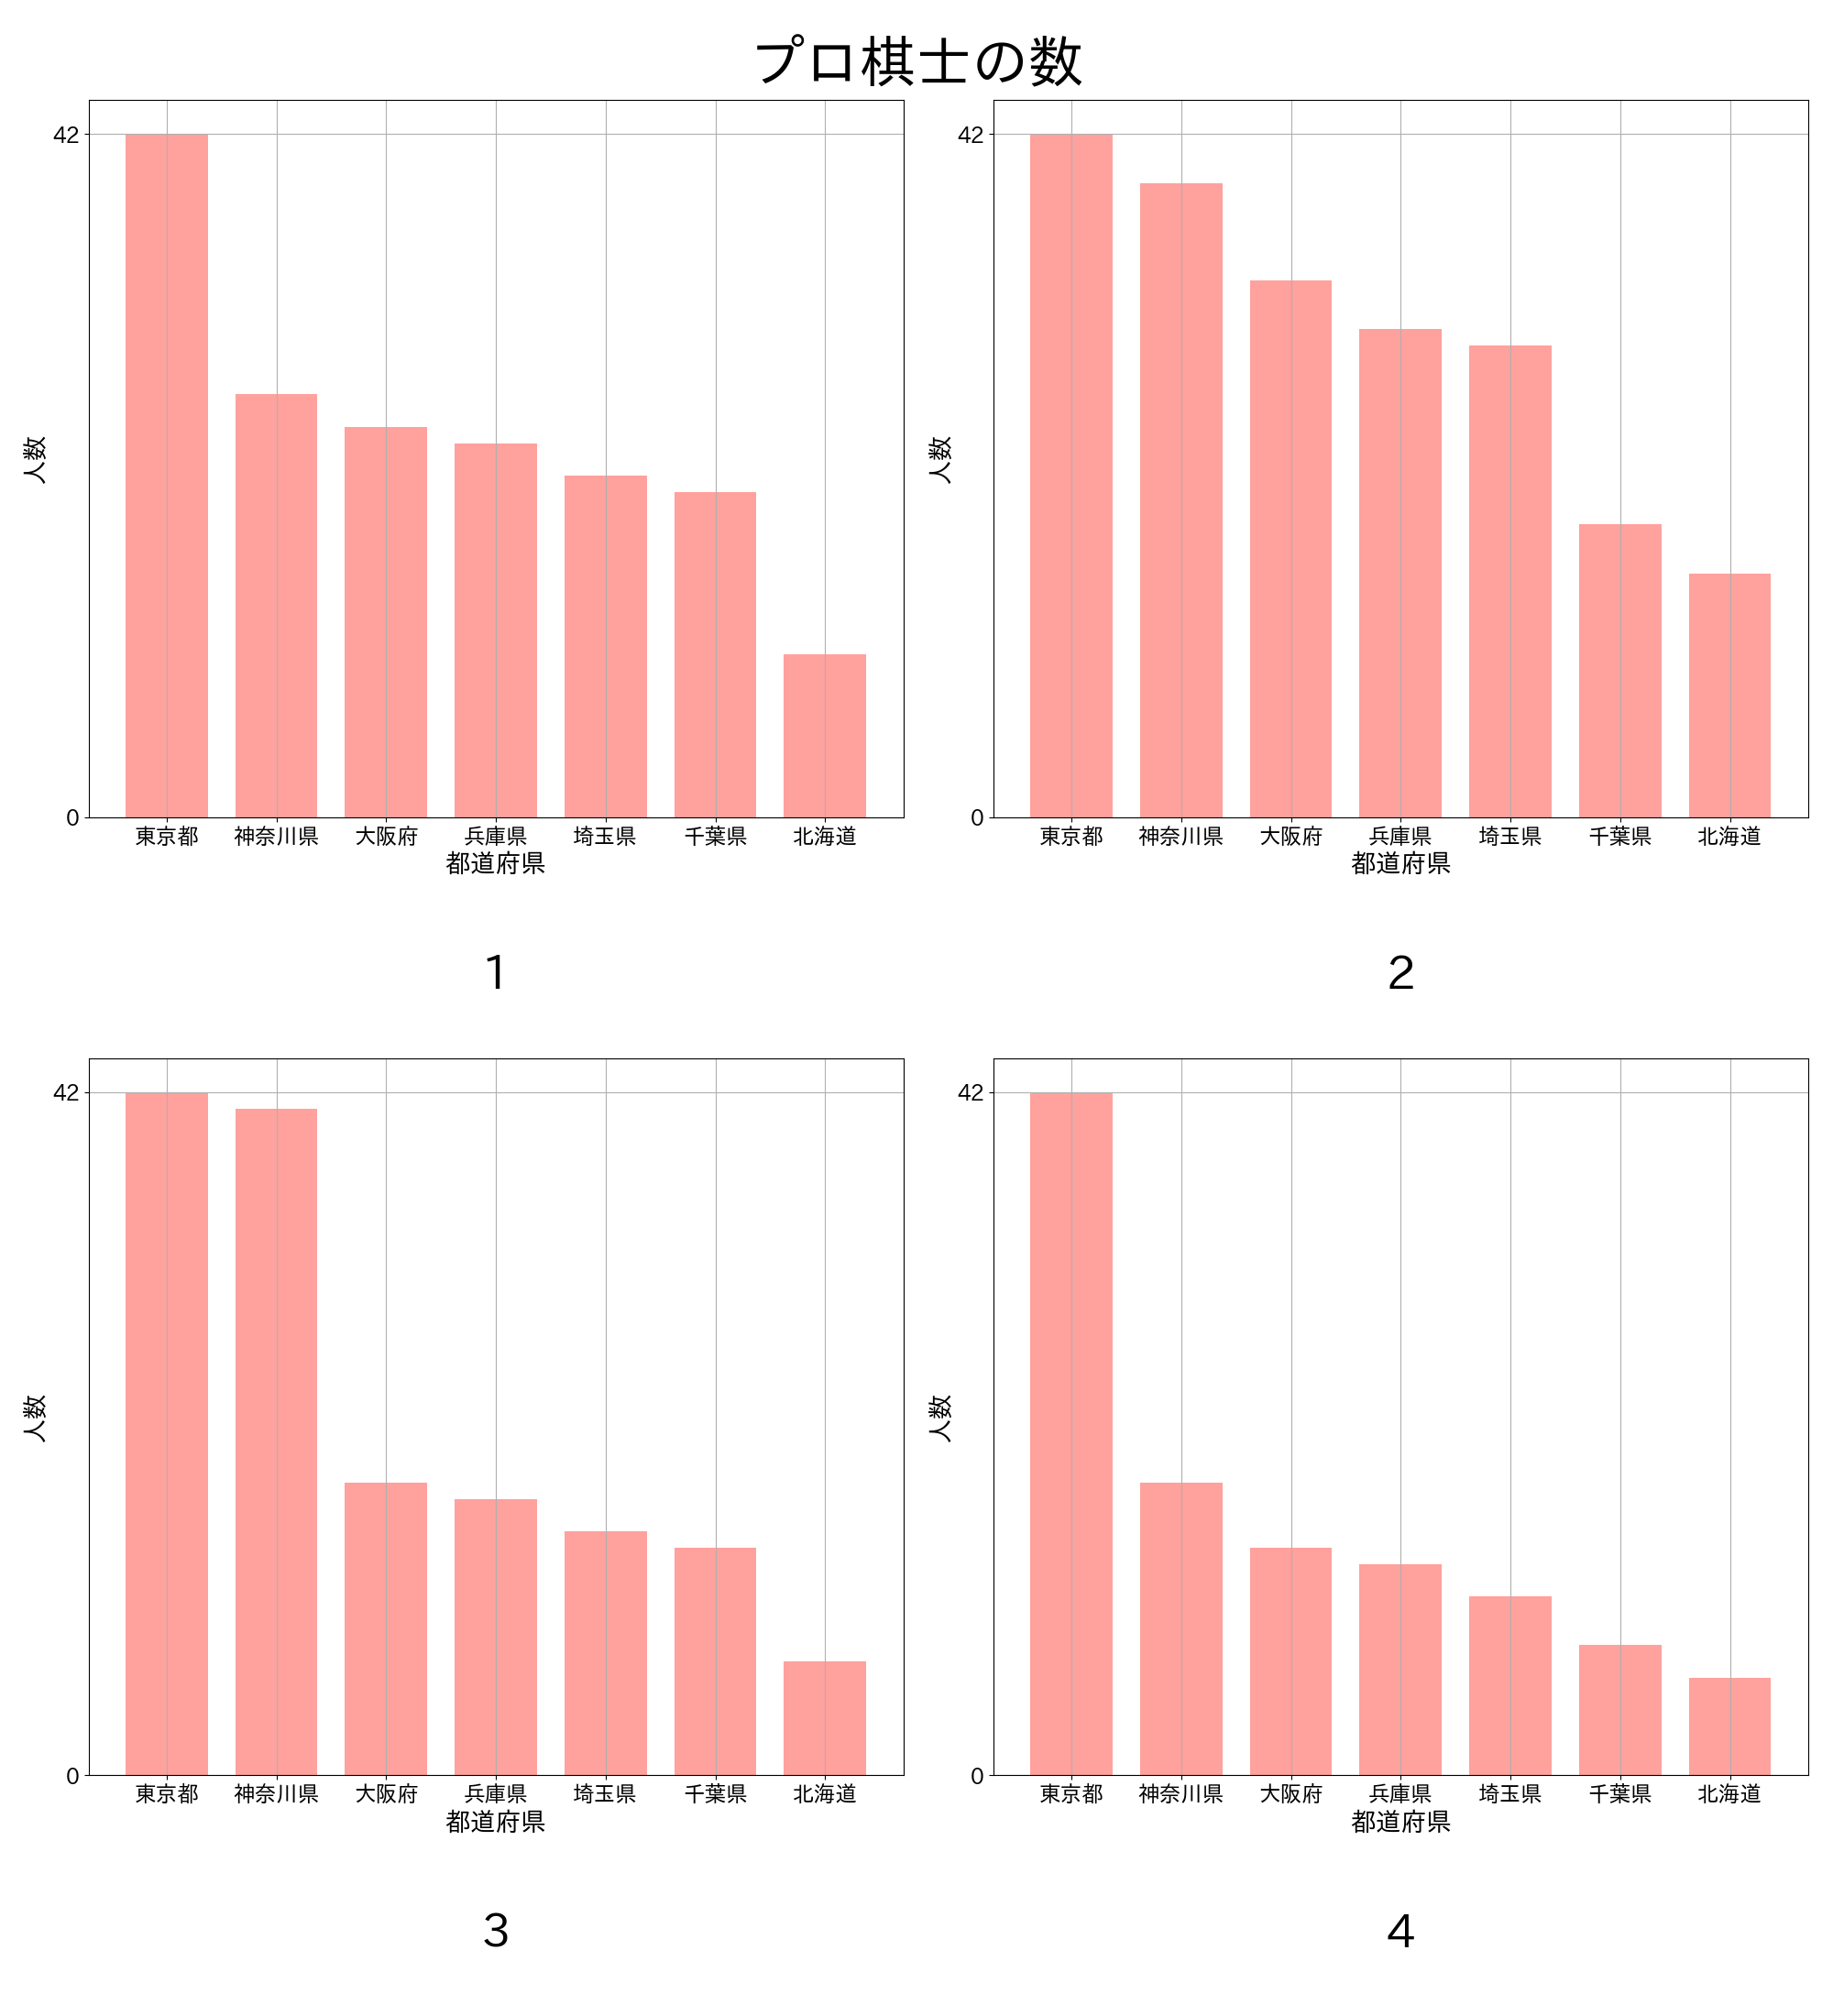 プロ棋士の数
42
0
人数
東京都 神奈川県 大阪府 兵庫県 埼玉県 千葉県 北海道
都道府県
1
42
0
人数
東京都 神奈川県 大阪府 兵庫県 埼玉県 千葉県 北海道
都道府県
2
42
0
人数
東京都 神奈川県 大阪府 兵庫県 埼玉県 千葉県 北海道
都道府県
3
42
0
人数
東京都 神奈川県 大阪府 兵庫県 埼玉県 千葉県 北海道
都道府県
4